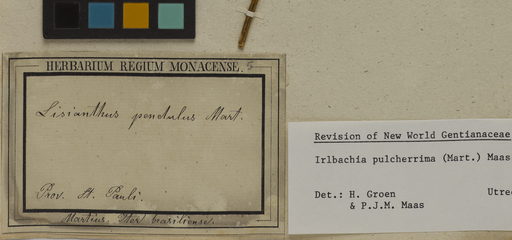 HERBARIUM REGIUM MONACENSE.
Lisianthus pendulus Mart.
Prov. St. Pauli.
Martius. Iter brasiliense.
Revision of New World Gentianaceae
Irlbachia pulcherrima (Mart.) Maas
Det.: H. Groen Utrec
& P.J.M. Maas